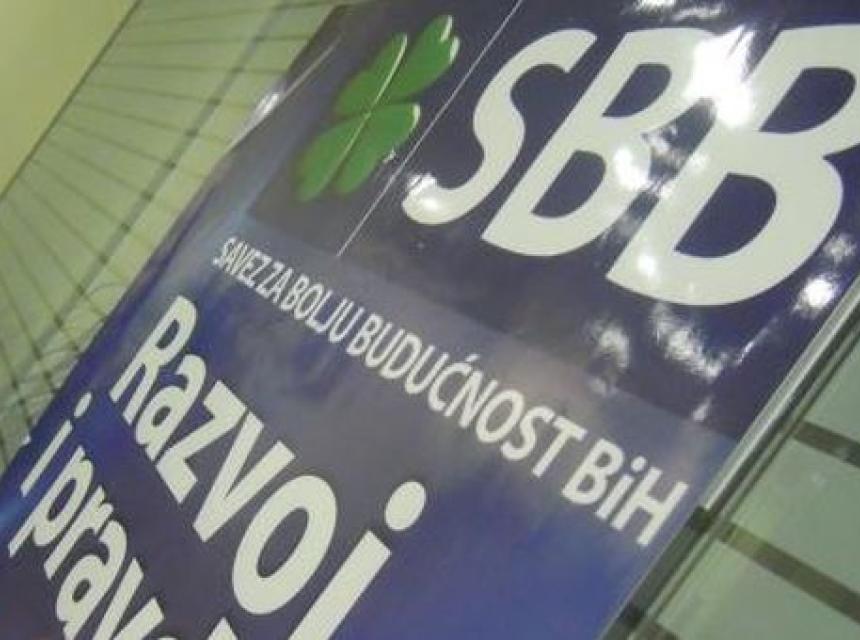 SBB
SAVEZ ZA BOLJU BUDUĆNOST BiH
Razvoj
i